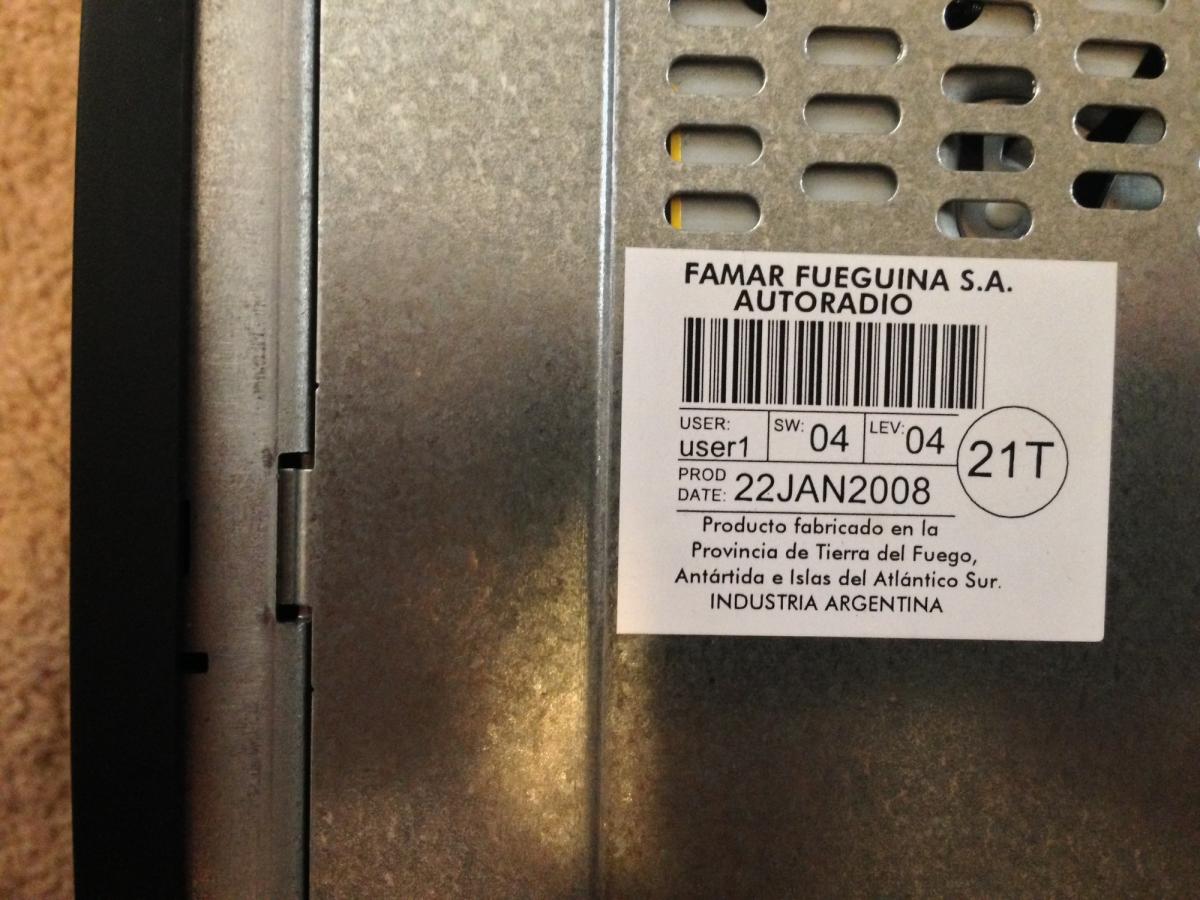 FAMAR FUEGUINA S.A.
AUTORADIO
USER: user1 SW: 04 LEV: 04
21T
PROD DATE: 22JAN2008
Producto fabricado en la
Provincia de Tierra del Fuego,
Antártida e Islas del Atlántico Sur.
INDUSTRIA ARGENTINA